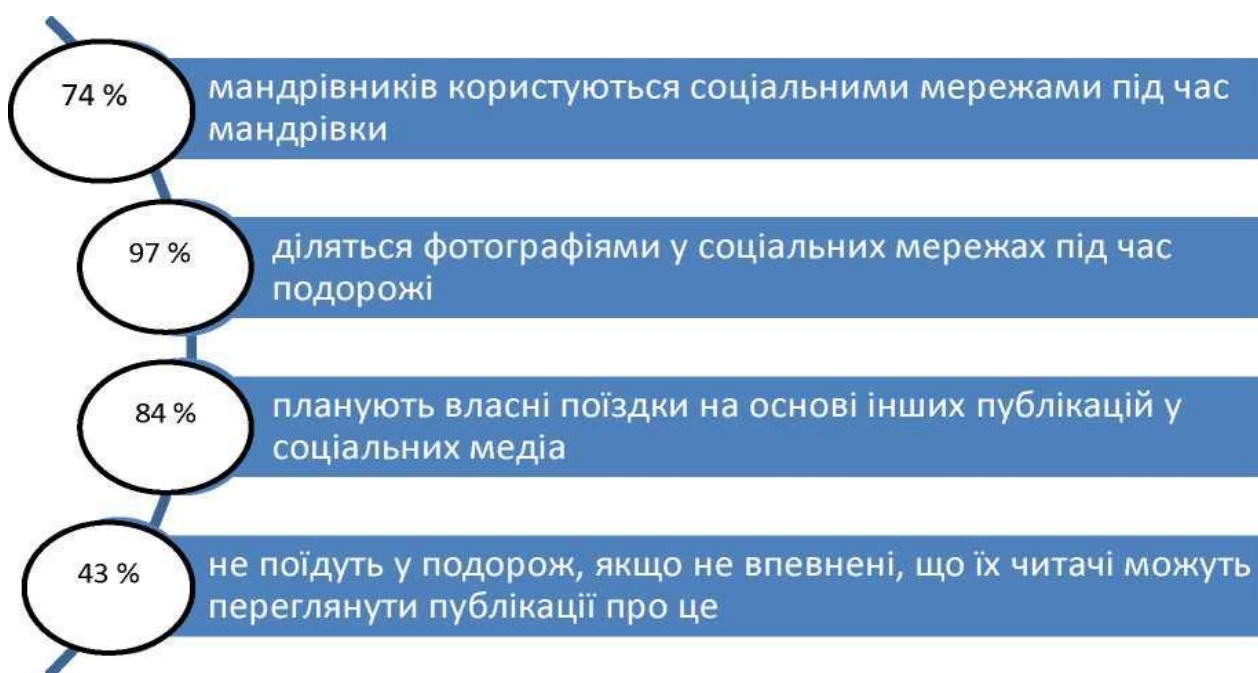 74 %
мандрівників користуються соціальними мережами під час
мандрівки
97 %
діляться фотографіями у соціальних мережах під час
подорожі
84 %
планують власні поїздки на основі інших публікацій у
соціальних медіа
43 %
не поїдуть у подорож, якщо не впевнені, що їх читачі можуть
переглянути публікації про це